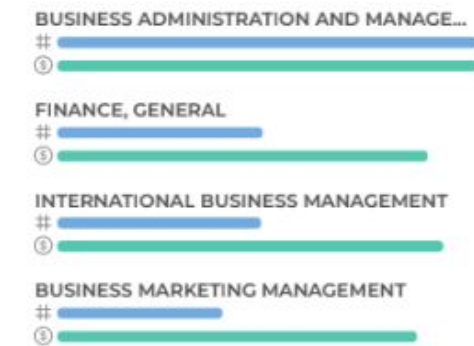 BUSINESS ADMINISTRATION AND MANAGE...
#
$
FINANCE, GENERAL
#
$
INTERNATIONAL BUSINESS MANAGEMENT
#
$
BUSINESS MARKETING MANAGEMENT
#
$